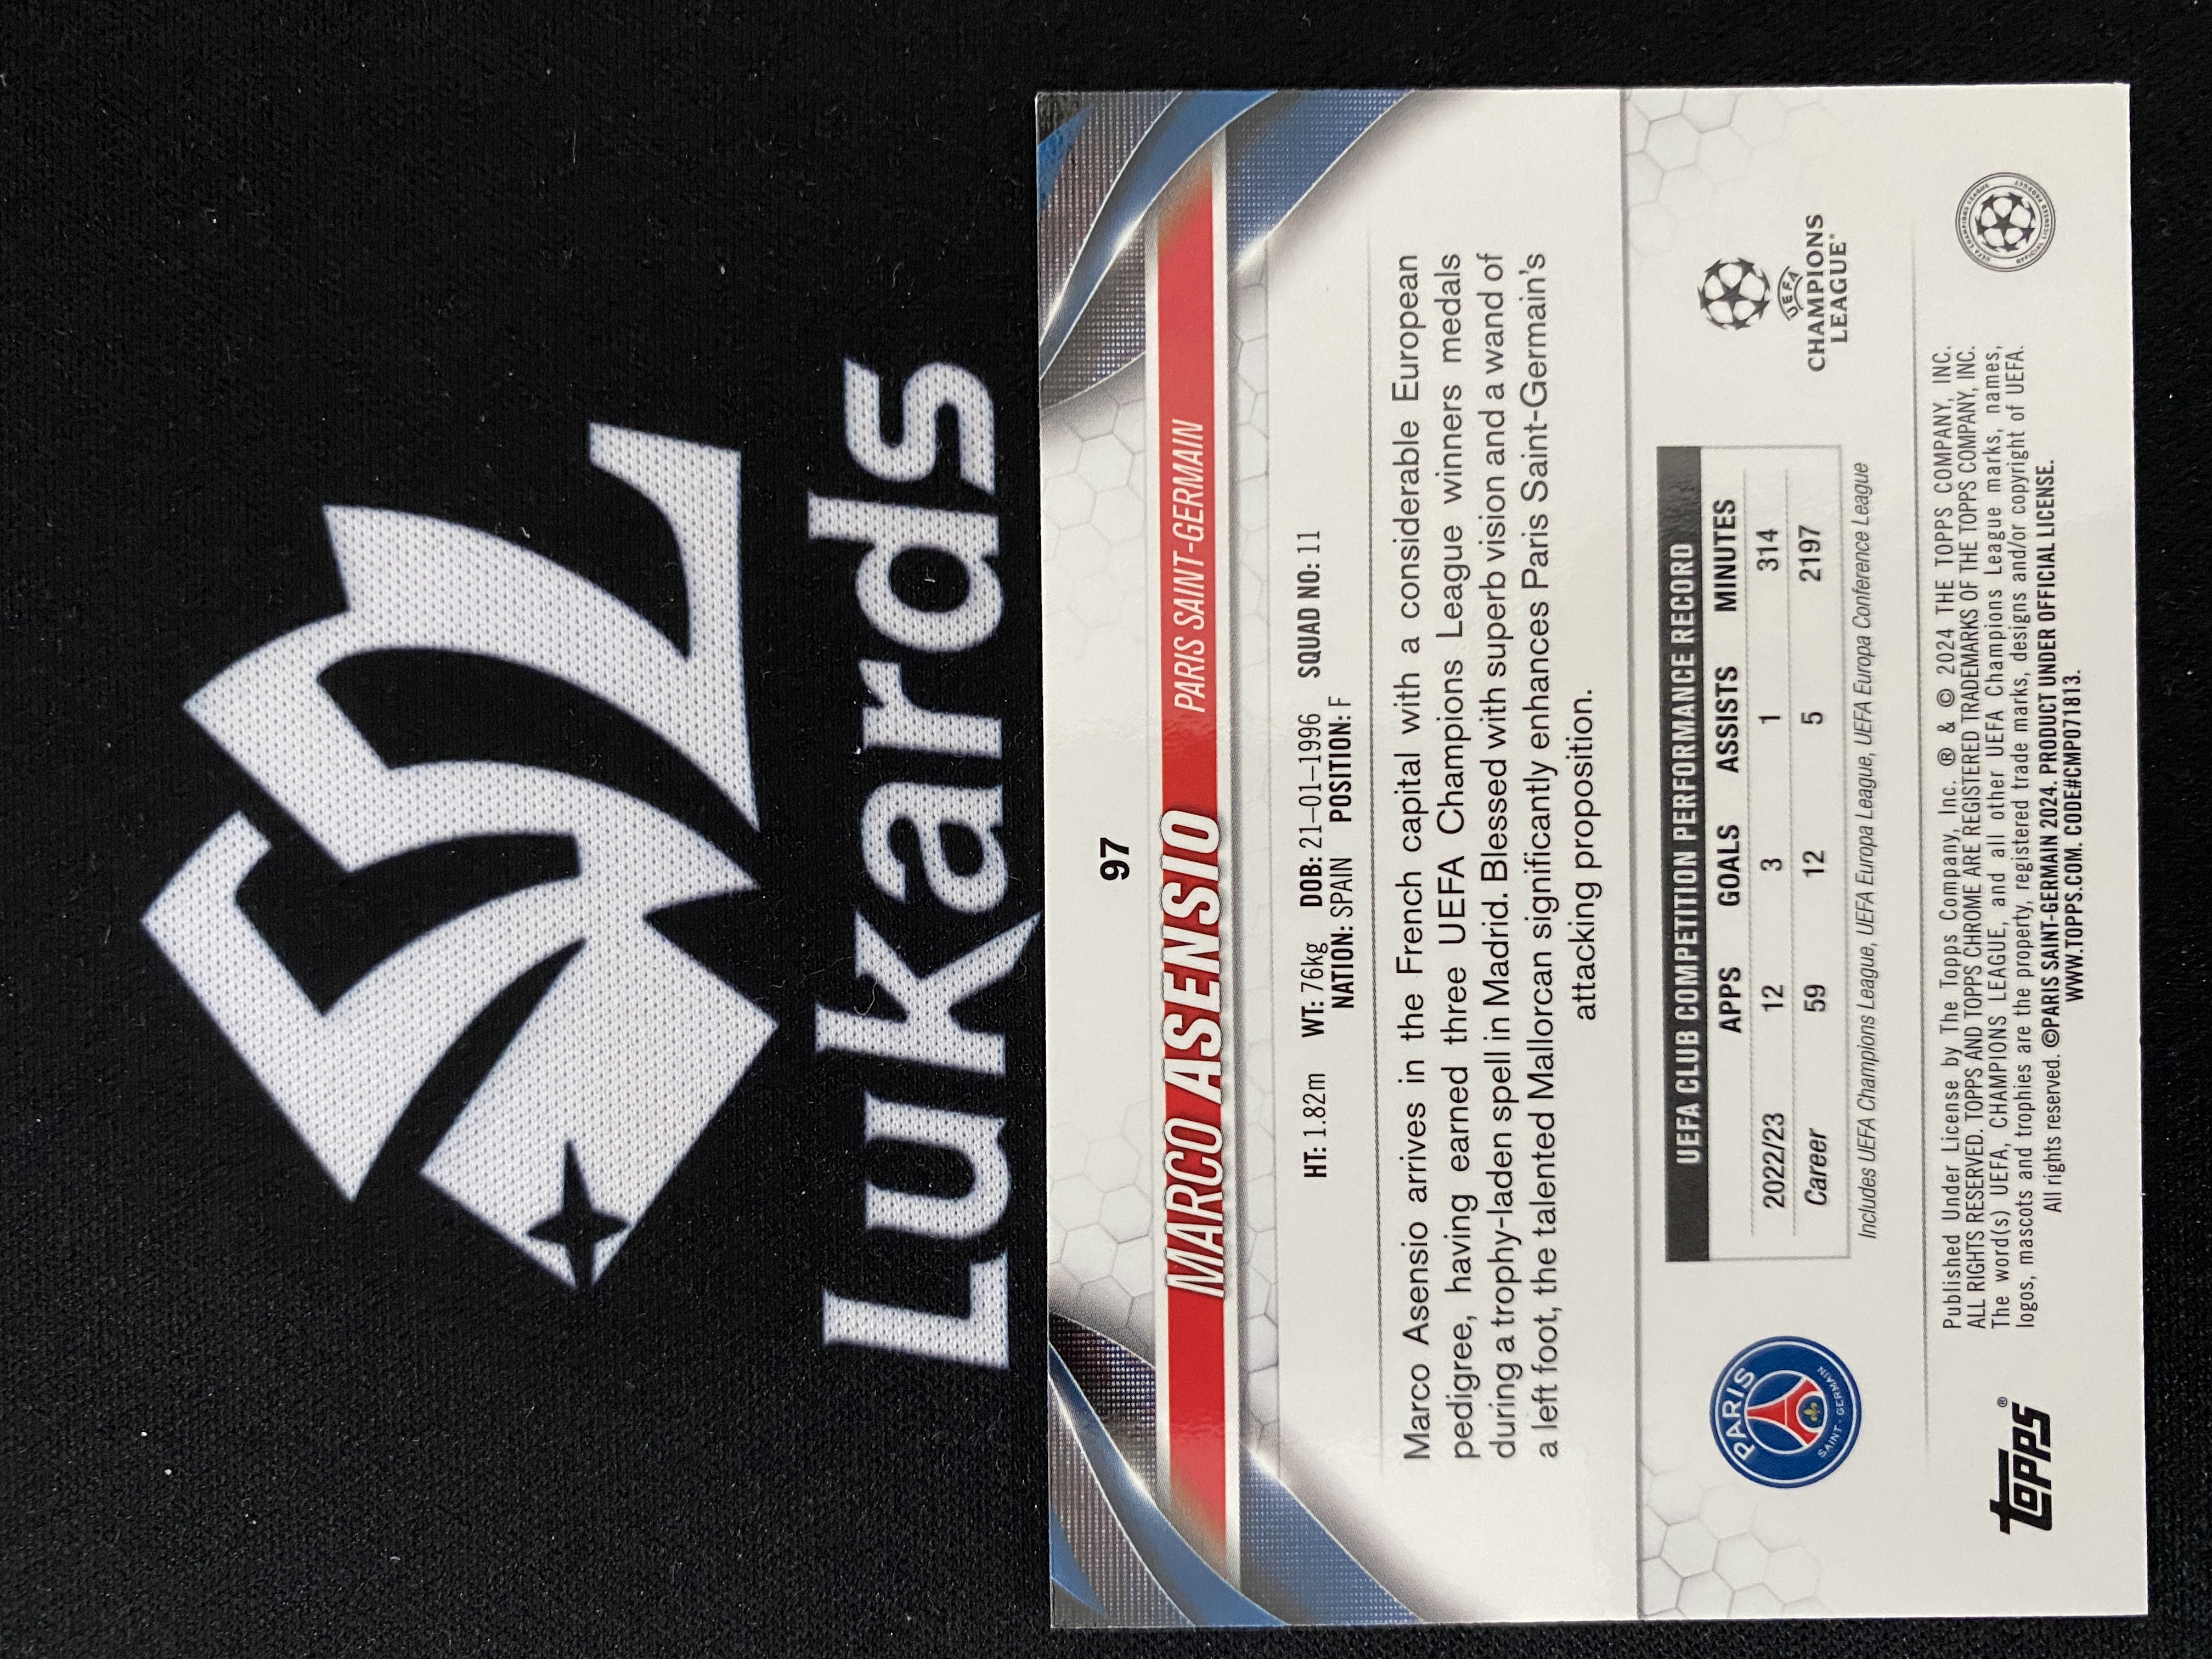 Lukards
97
MARCO ASENSIO PARIS SAINT-GERMAIN
HT: 1.82m WT: 76kg DOB: 21-01-1996 SQUAD NO: 11
NATION: SPAIN POSITION: F
Marco Asensio arrives in the French capital with a considerable European
pedigree, having earned three UEFA Champions League winners medals
during a trophy-laden spell in Madrid. Blessed with superb vision and a wand of
a left foot, the talented Mallorcan significantly enhances Paris Saint-Germain's
attacking proposition.
UEFA CLUB COMPETITION PERFORMANCE RECORD
APPS GOALS ASSISTS MINUTES
2022/23 12 3 1 314
Career 59 12 5 2197
Includes UEFA Champions League, UEFA Europa League, UEFA Europa Conference League
PARIS
SAINT-GERMAIN
UEFA
CHAMPIONS
LEAGUE®
topps®
Published Under License by The Topps Company, Inc. ® & © 2024 THE TOPPS COMPANY, INC.
ALL RIGHTS RESERVED. TOPPS AND TOPPS CHROME ARE REGISTERED TRADEMARKS OF THE TOPPS COMPANY, INC.
The word(s) UEFA, CHAMPIONS LEAGUE, and all other UEFA Champions League marks, names,
logos, mascots and trophies are the property, registered trade marks, designs and/or copyright of UEFA.
All rights reserved. ©PARIS SAINT-GERMAIN 2024. PRODUCT UNDER OFFICIAL LICENSE.
WWW.TOPPS.COM. CODE#CMP071813.
UEFA CHAMPIONS LEAGUE
OFFICIAL LICENSED PRODUCT